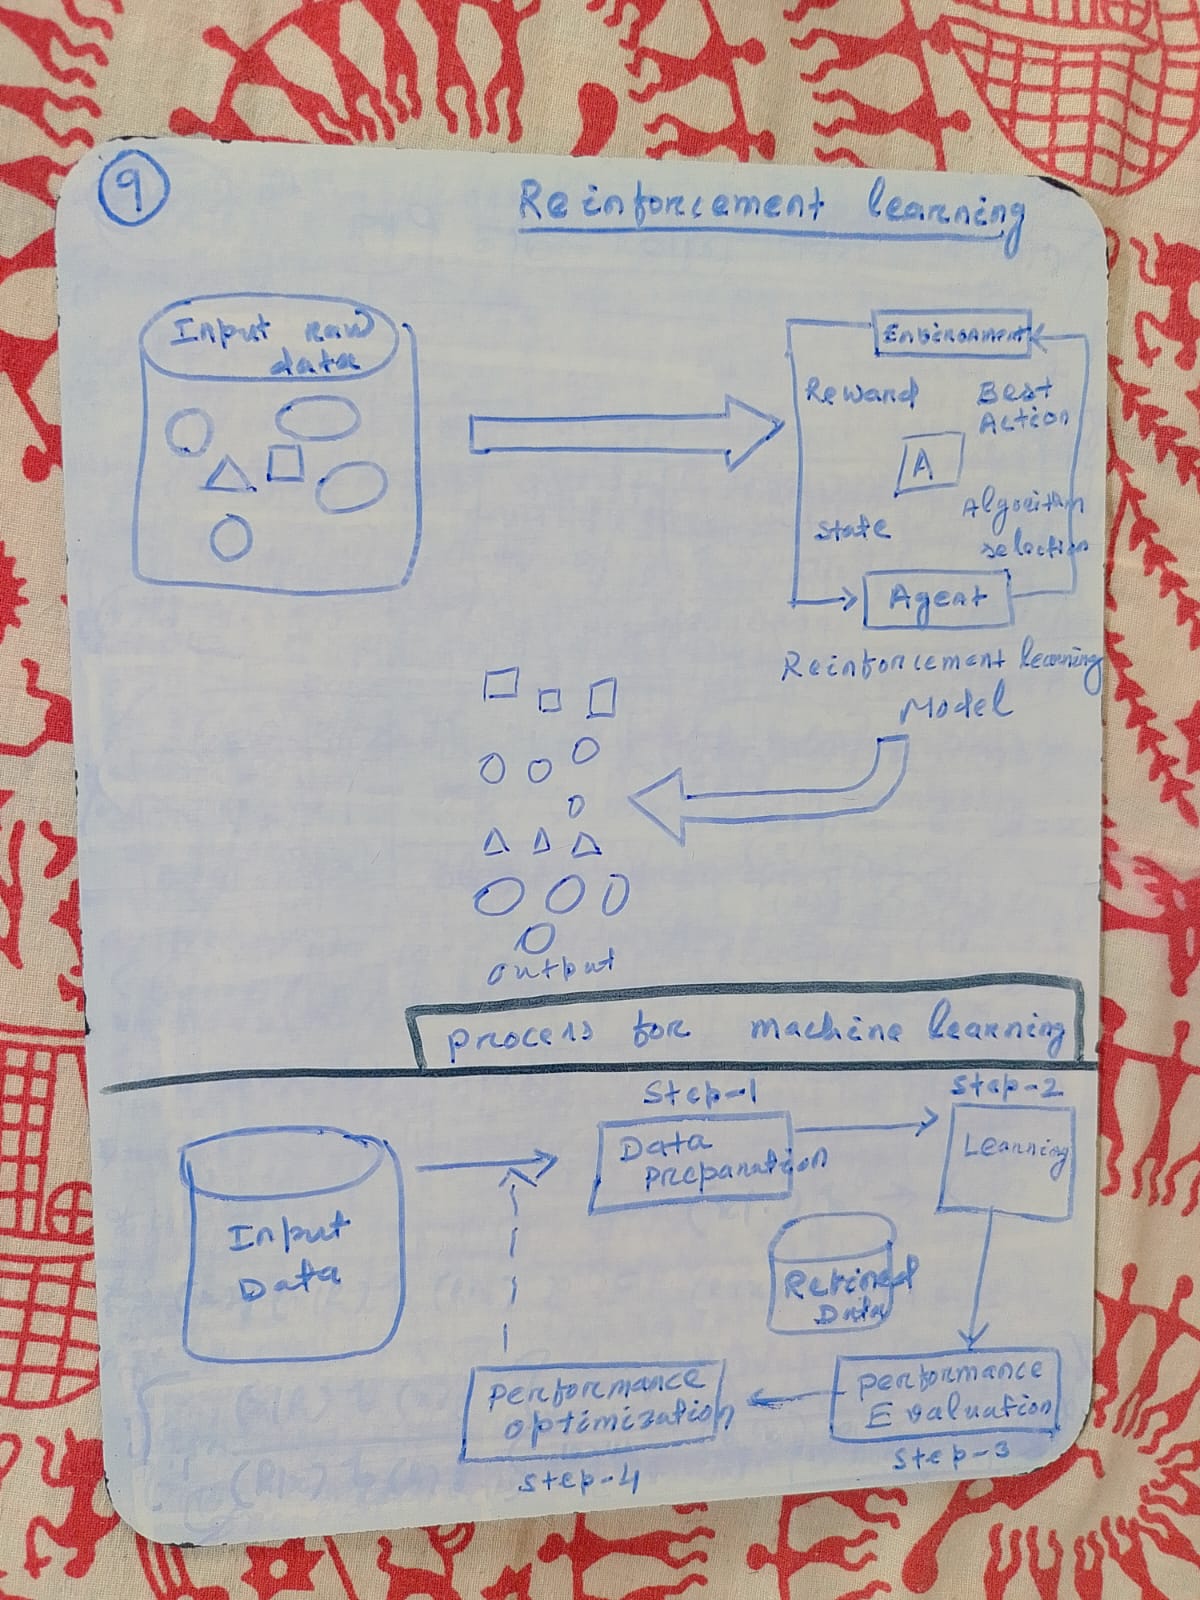 9
Reinforcement learning
Input raw
data
Environment
Reward
Best
Action
A
Algorithm
selection
State
Agent
Reinforcement learning
Model
output
process for machine learning
Step-1
Step-2
Data
preparation
Learning
Input
Data
Refined
Data
performance
Evaluation
Step-3
performance
optimization
Step-4